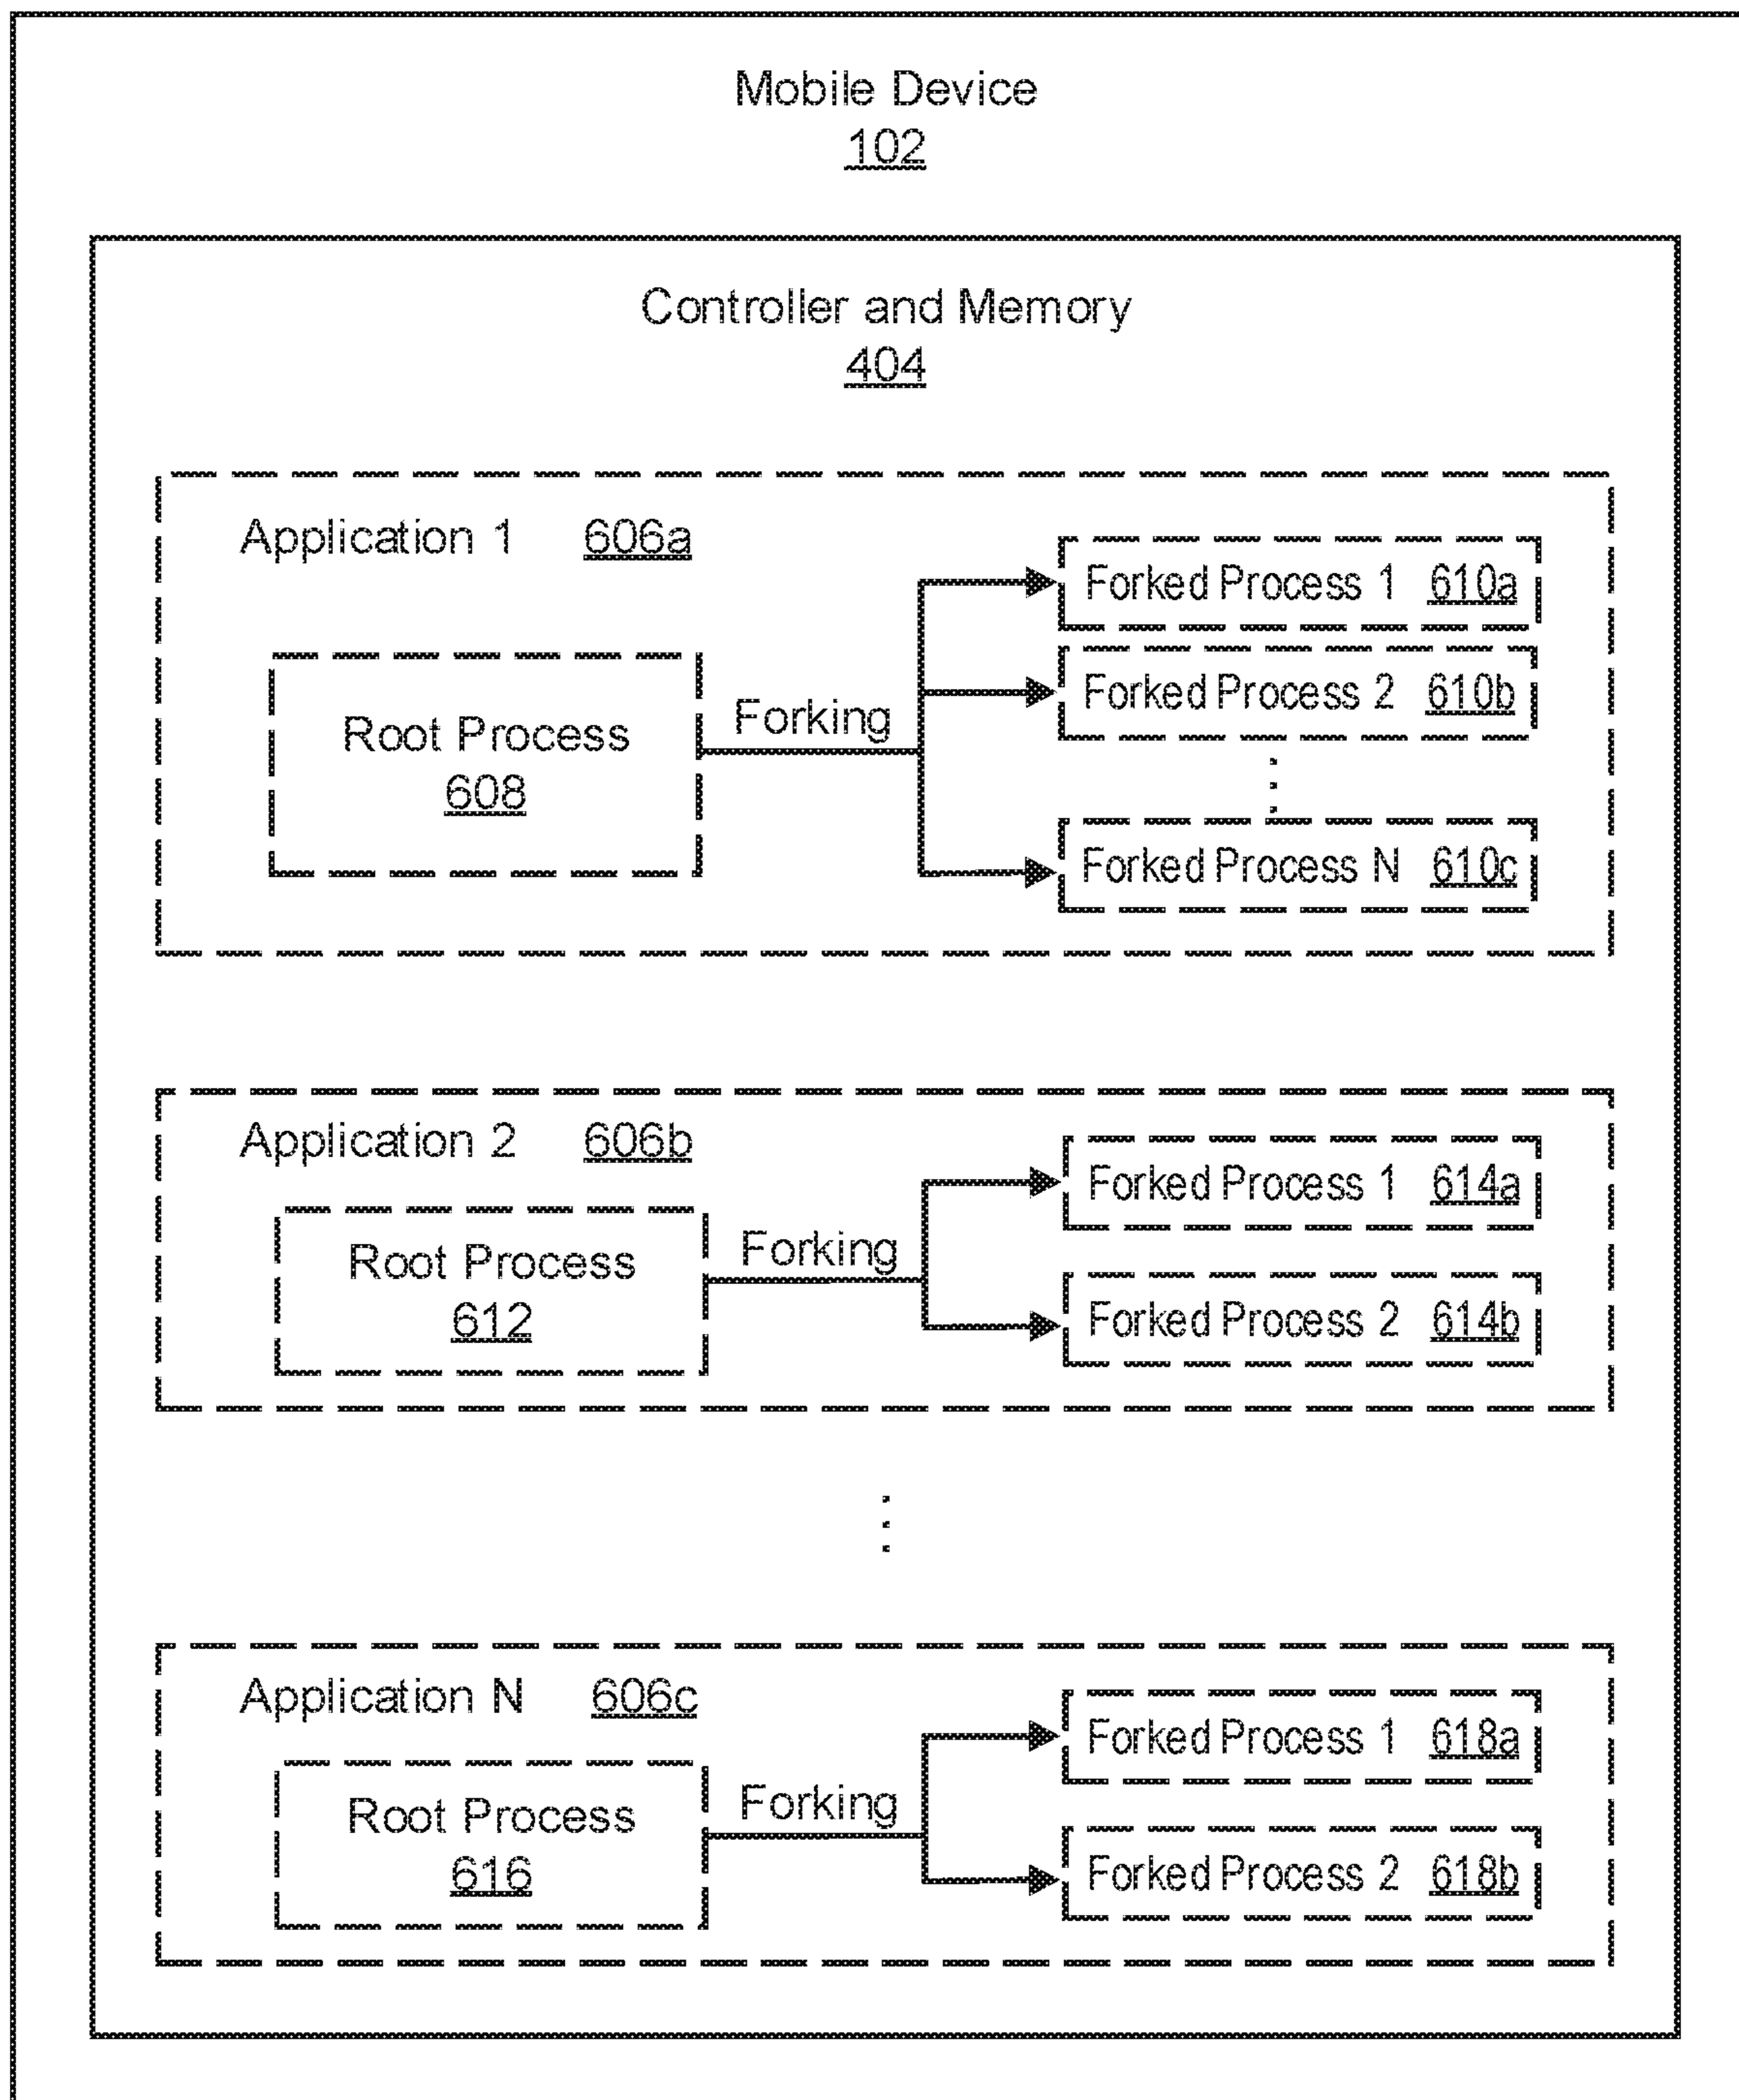 Mobile Device
102
Controller and Memory
404
Application 1 606a
Forked Process 1 610a
Forked Process 2 610b
Root Process
608
Forking
Forked Process N 610c
Application 2 606b
Forked Process 1 614a
Root Process
612
Forking
Forked Process 2 614b
Application N 606c
Forked Process 1 618a
Root Process
616
Forking
Forked Process 2 618b